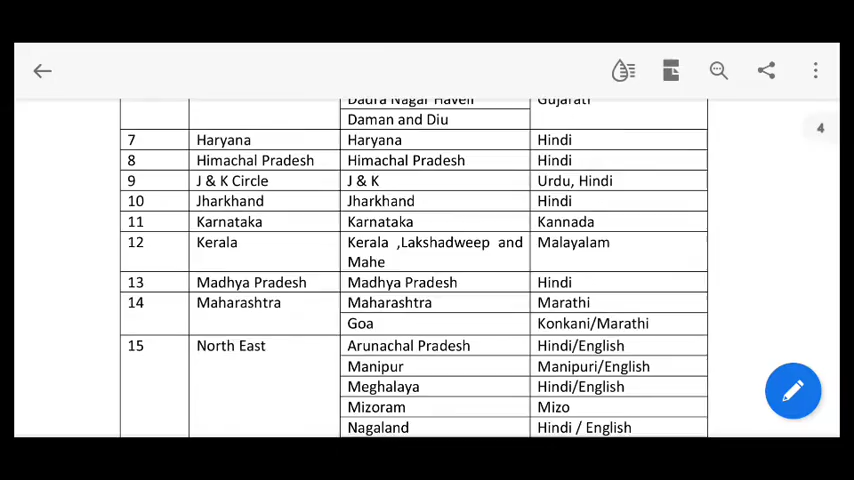 Dadra Nagar Haveli Gujarati
Daman and Diu
4
7 Haryana Haryana Hindi
8 Himachal Pradesh Himachal Pradesh Hindi
9 J & K Circle J & K Urdu, Hindi
10 Jharkhand Jharkhand Hindi
11 Karnataka Karnataka Kannada
12 Kerala Kerala ,Lakshadweep and Malayalam
Mahe
13 Madhya Pradesh Madhya Pradesh Hindi
14 Maharashtra Maharashtra Marathi
Goa Konkani/Marathi
15 North East Arunachal Pradesh Hindi/English
Manipur Manipuri/English
Meghalaya Hindi/English
Mizoram Mizo
Nagaland Hindi / English